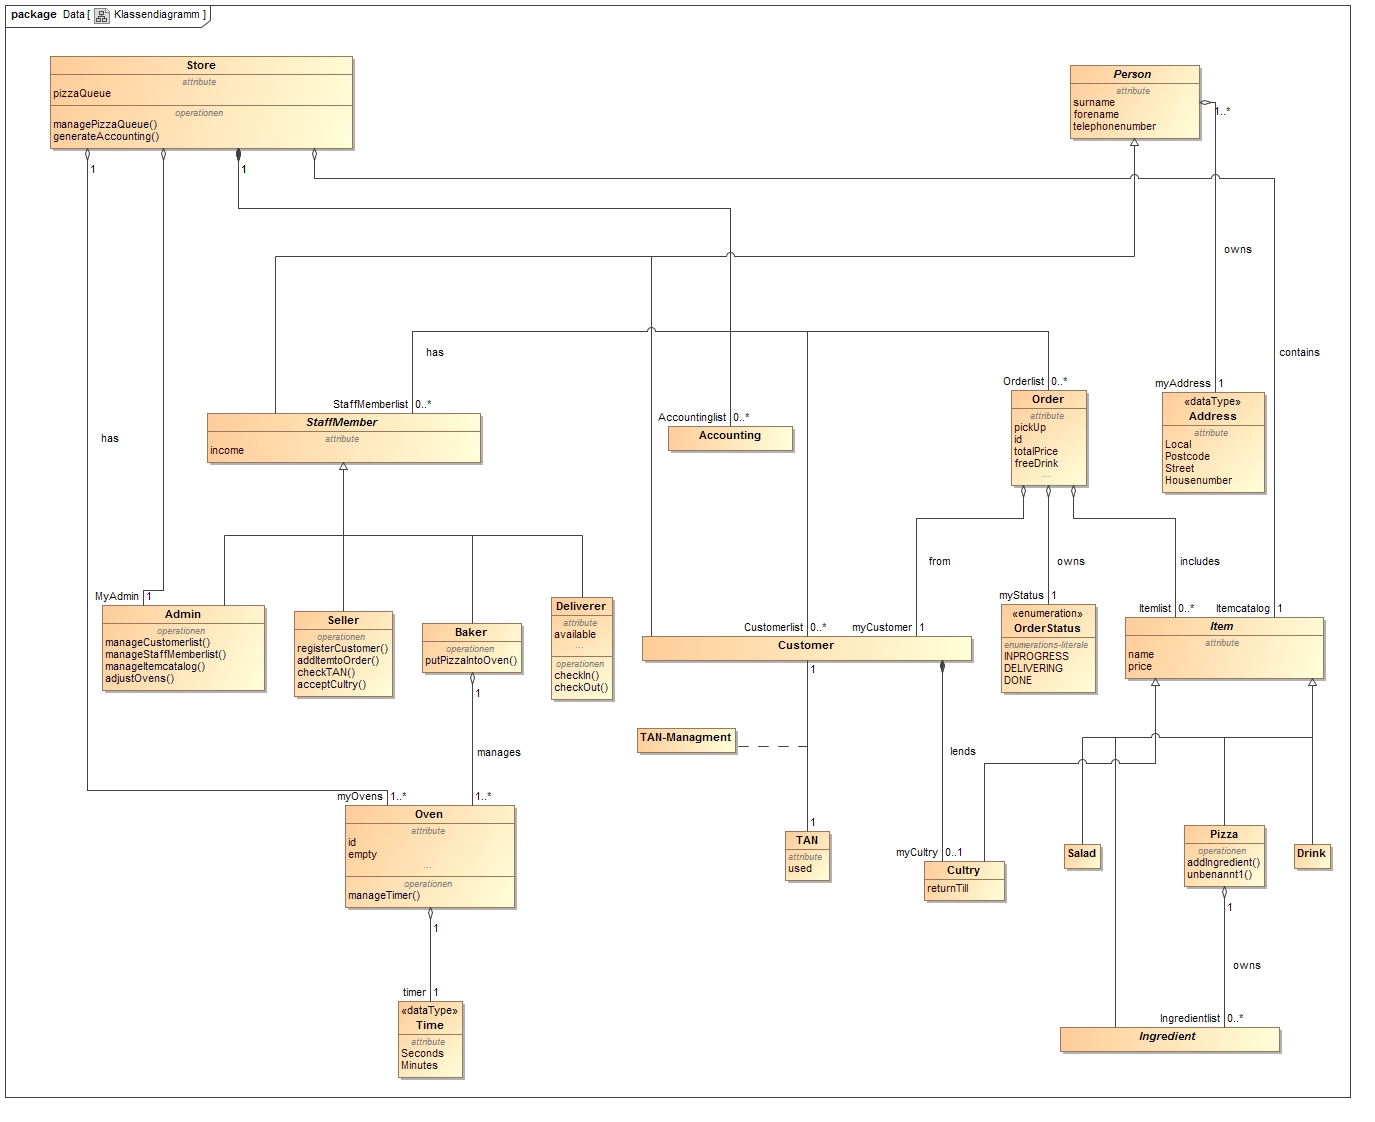 package Data [ Klassendiagramm ]
Store
attribute
pizzaQueue
operationen
managePizzaQueue()
generateAccounting()
1
1
Person
attribute
surname
forename
telephonenumber
1..*
owns
has
contains
has
StaffMemberlist 0..*
StaffMember
attribute
income
Accountinglist 0..*
Accounting
Orderlist 0..*
Order
attribute
pickUp
id
totalPrice
freeDrink
...
myAddress 1
«dataType»
Address
attribute
Local
Postcode
Street
Housenumber
from
owns
includes
MyAdmin 1
Admin
operationen
manageCustomerlist()
manageStaffMemberlist()
manageItemcatalog()
adjustOvens()
Seller
operationen
registerCustomer()
addItemtoOrder()
checkTAN()
acceptCultry()
Baker
operationen
putPizzaIntoOven()
1
Deliverer
attribute
available
...
operationen
checkIn()
checkOut()
Customerlist 0..*
myCustomer 1
Customer
1
myStatus 1
«enumeration»
OrderStatus
enumerations-literale
INPROGRESS
DELIVERING
DONE
Itemlist 0..*
Itemcatalog 1
Item
attribute
name
price
TAN-Managment
manages
lends
myOvens 1..*
1..*
Oven
attribute
id
empty
...
operationen
manageTimer()
1
1
TAN
attribute
used
myCultry 0..1
Cultry
returnTill
Salad
Pizza
operationen
addIngredient()
unbenannt1()
1
Drink
owns
timer 1
«dataType»
Time
attribute
Seconds
Minutes
Ingredientlist 0..*
Ingredient